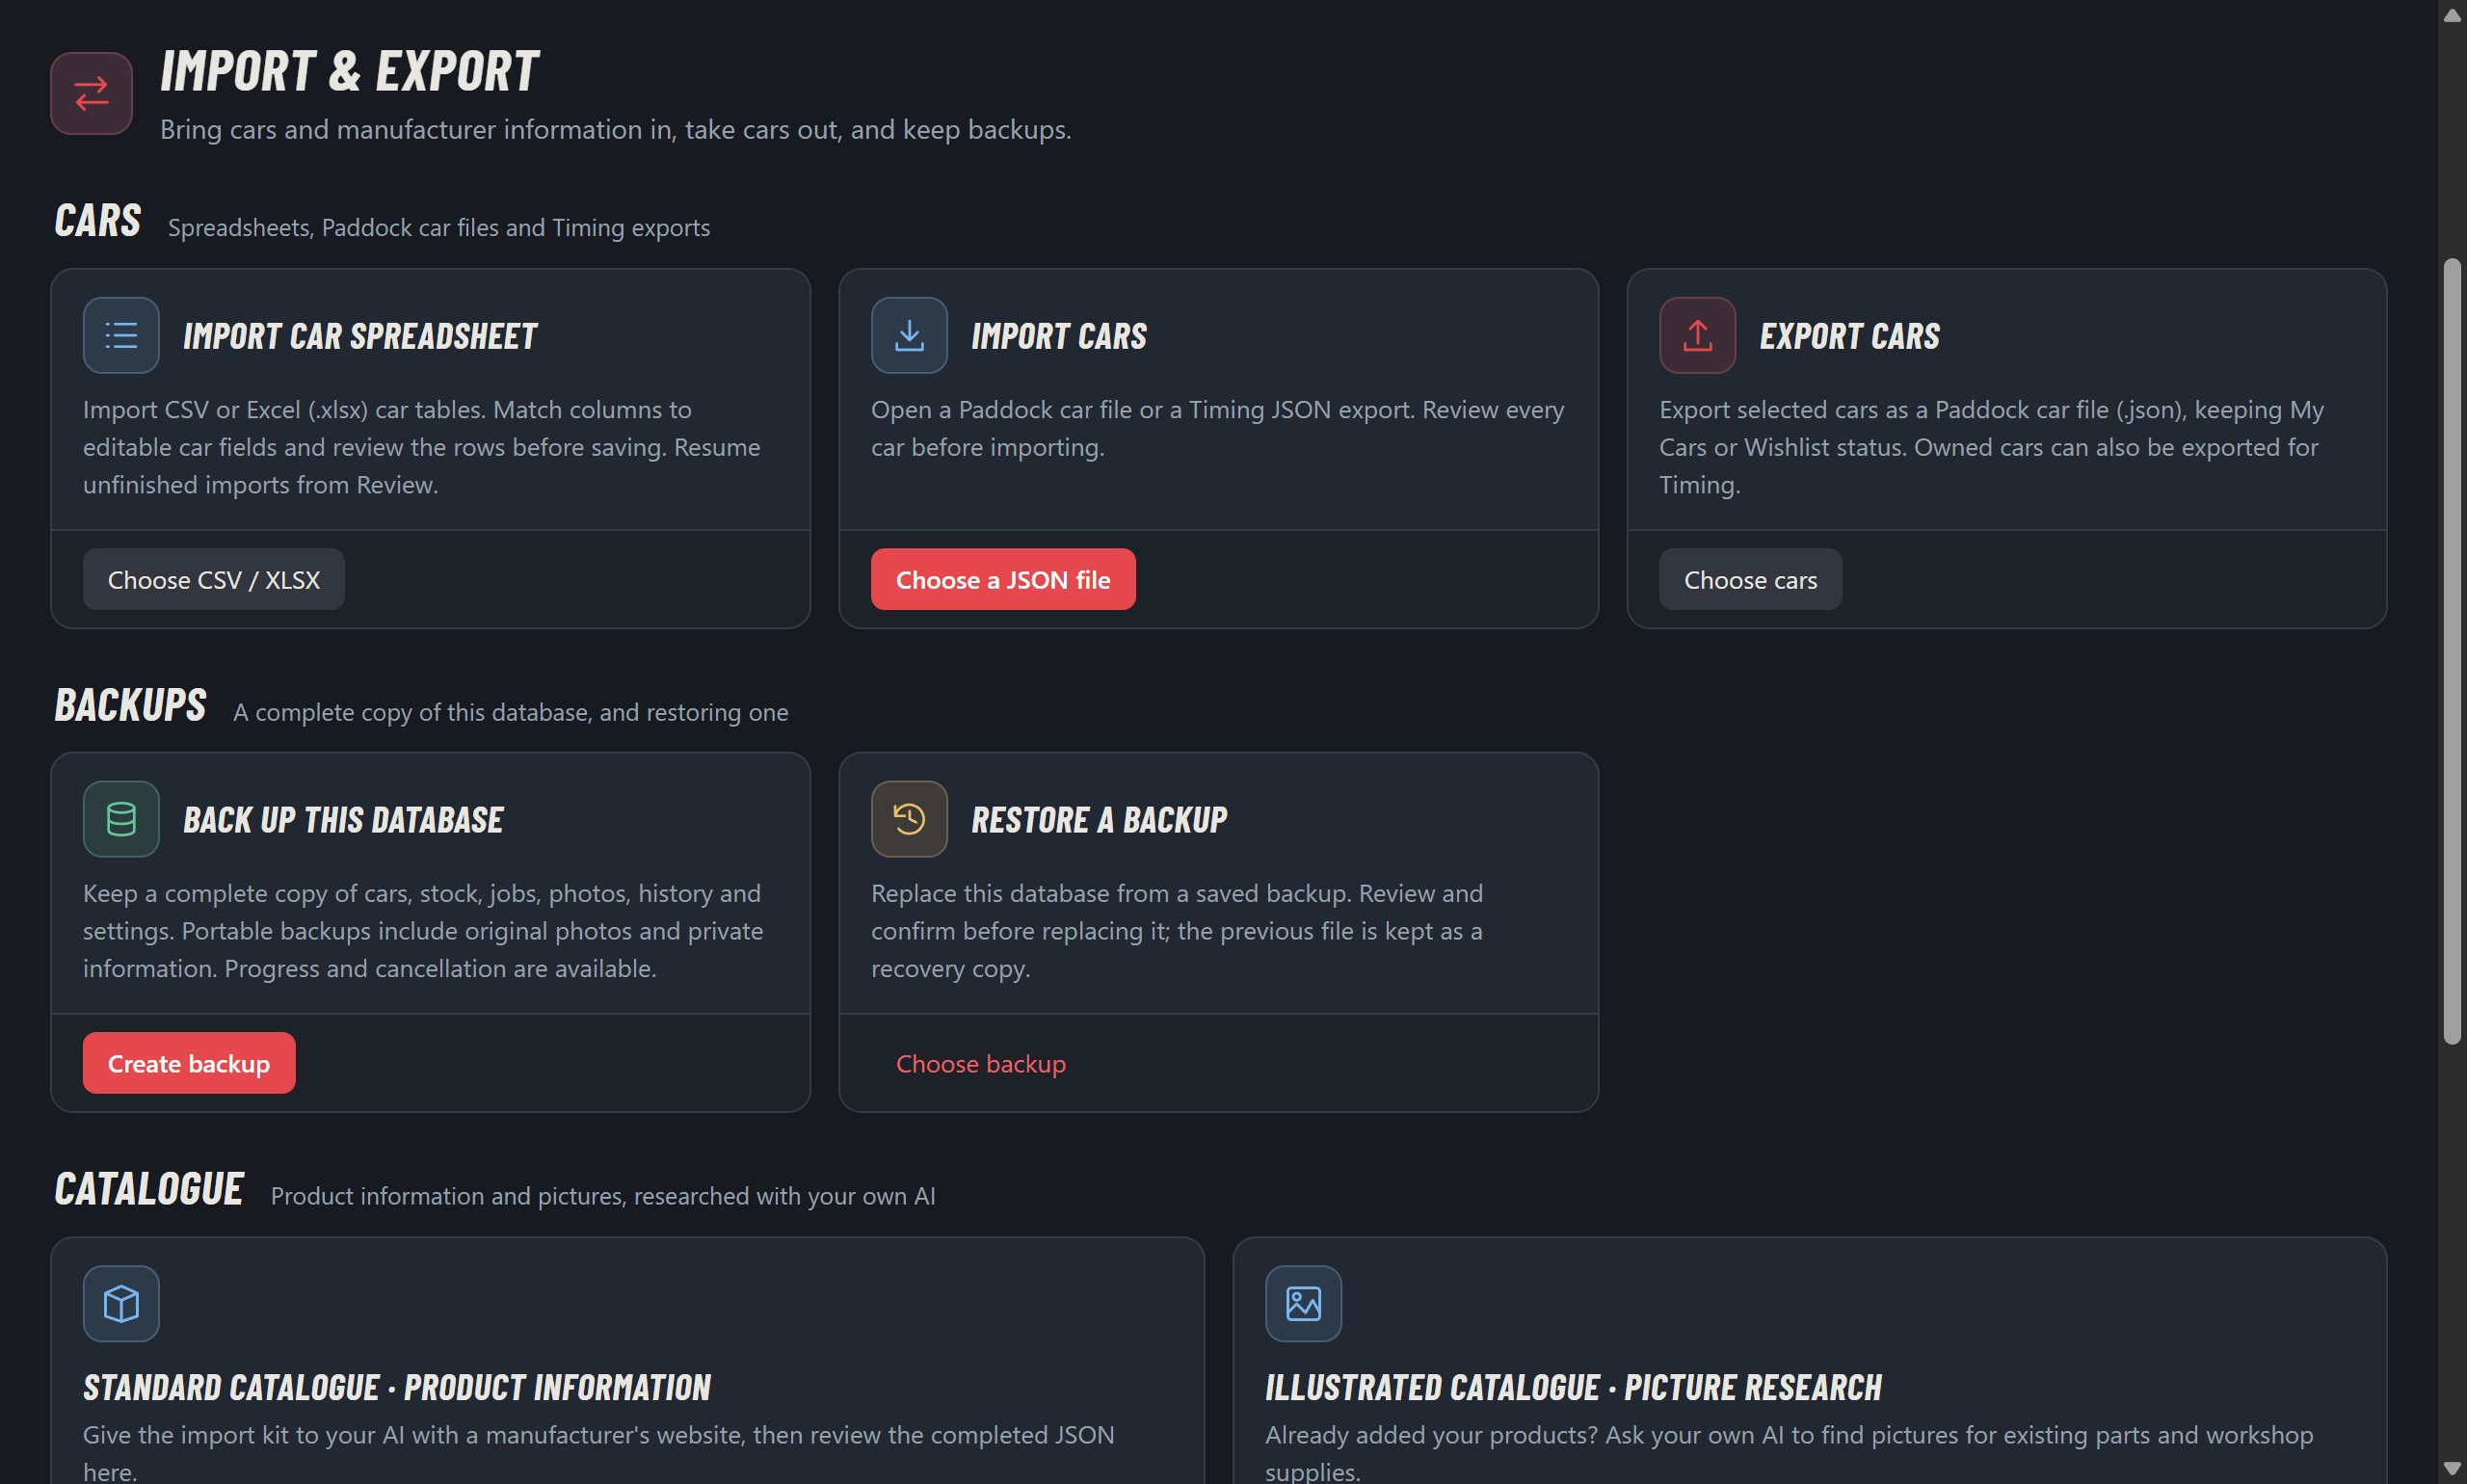 IMPORT & EXPORT
Bring cars and manufacturer information in, take cars out, and keep backups.
CARS Spreadsheets, Paddock car files and Timing exports
IMPORT CAR SPREADSHEET
Import CSV or Excel (.xlsx) car tables. Match columns to
editable car fields and review the rows before saving. Resume
unfinished imports from Review.
Choose CSV / XLSX
IMPORT CARS
Open a Paddock car file or a Timing JSON export. Review every
car before importing.
Choose a JSON file
EXPORT CARS
Export selected cars as a Paddock car file (.json), keeping My
Cars or Wishlist status. Owned cars can also be exported for
Timing.
Choose cars
BACKUPS A complete copy of this database, and restoring one
BACK UP THIS DATABASE
Keep a complete copy of cars, stock, jobs, photos, history and
settings. Portable backups include original photos and private
information. Progress and cancellation are available.
Create backup
RESTORE A BACKUP
Replace this database from a saved backup. Review and
confirm before replacing it; the previous file is kept as a
recovery copy.
Choose backup
CATALOGUE Product information and pictures, researched with your own AI
STANDARD CATALOGUE · PRODUCT INFORMATION
Give the import kit to your AI with a manufacturer's website, then review the completed JSON
here.
ILLUSTRATED CATALOGUE · PICTURE RESEARCH
Already added your products? Ask your own AI to find pictures for existing parts and workshop
supplies.